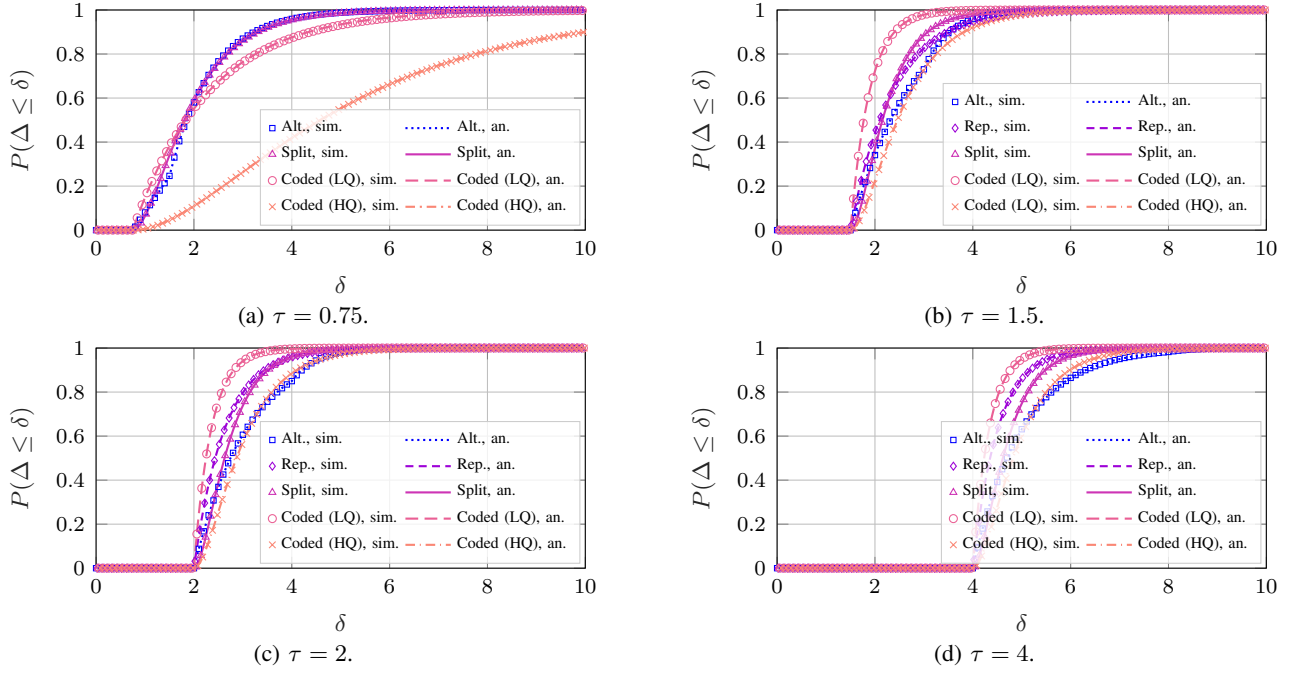 1
0.8
0.6
0.4
0.2
0
P(Δ ≤ δ)
Alt., sim.
Alt., an.
Split, sim.
Split, an.
Coded (LQ), sim.
Coded (LQ), an.
Coded (HQ), sim.
Coded (HQ), an.
0 2 4 6 8 10
δ
(a) τ = 0.75.
1
0.8
0.6
0.4
0.2
0
P(Δ ≤ δ)
Alt., sim.
Alt., an.
Rep., sim.
Rep., an.
Split, sim.
Split, an.
Coded (LQ), sim.
Coded (LQ), an.
Coded (LQ), sim.
Coded (HQ), an.
0 2 4 6 8 10
δ
(b) τ = 1.5.
1
0.8
0.6
0.4
0.2
0
P(Δ ≤ δ)
Alt., sim.
Alt., an.
Rep., sim.
Rep., an.
Split, sim.
Split, an.
Coded (LQ), sim.
Coded (LQ), an.
Coded (HQ), sim.
Coded (HQ), an.
0 2 4 6 8 10
δ
(c) τ = 2.
1
0.8
0.6
0.4
0.2
0
P(Δ ≤ δ)
Alt., sim.
Alt., an.
Rep., sim.
Rep., an.
Split, sim.
Split, an.
Coded (LQ), sim.
Coded (LQ), an.
Coded (HQ), sim.
Coded (HQ), an.
0 2 4 6 8 10
δ
(d) τ = 4.